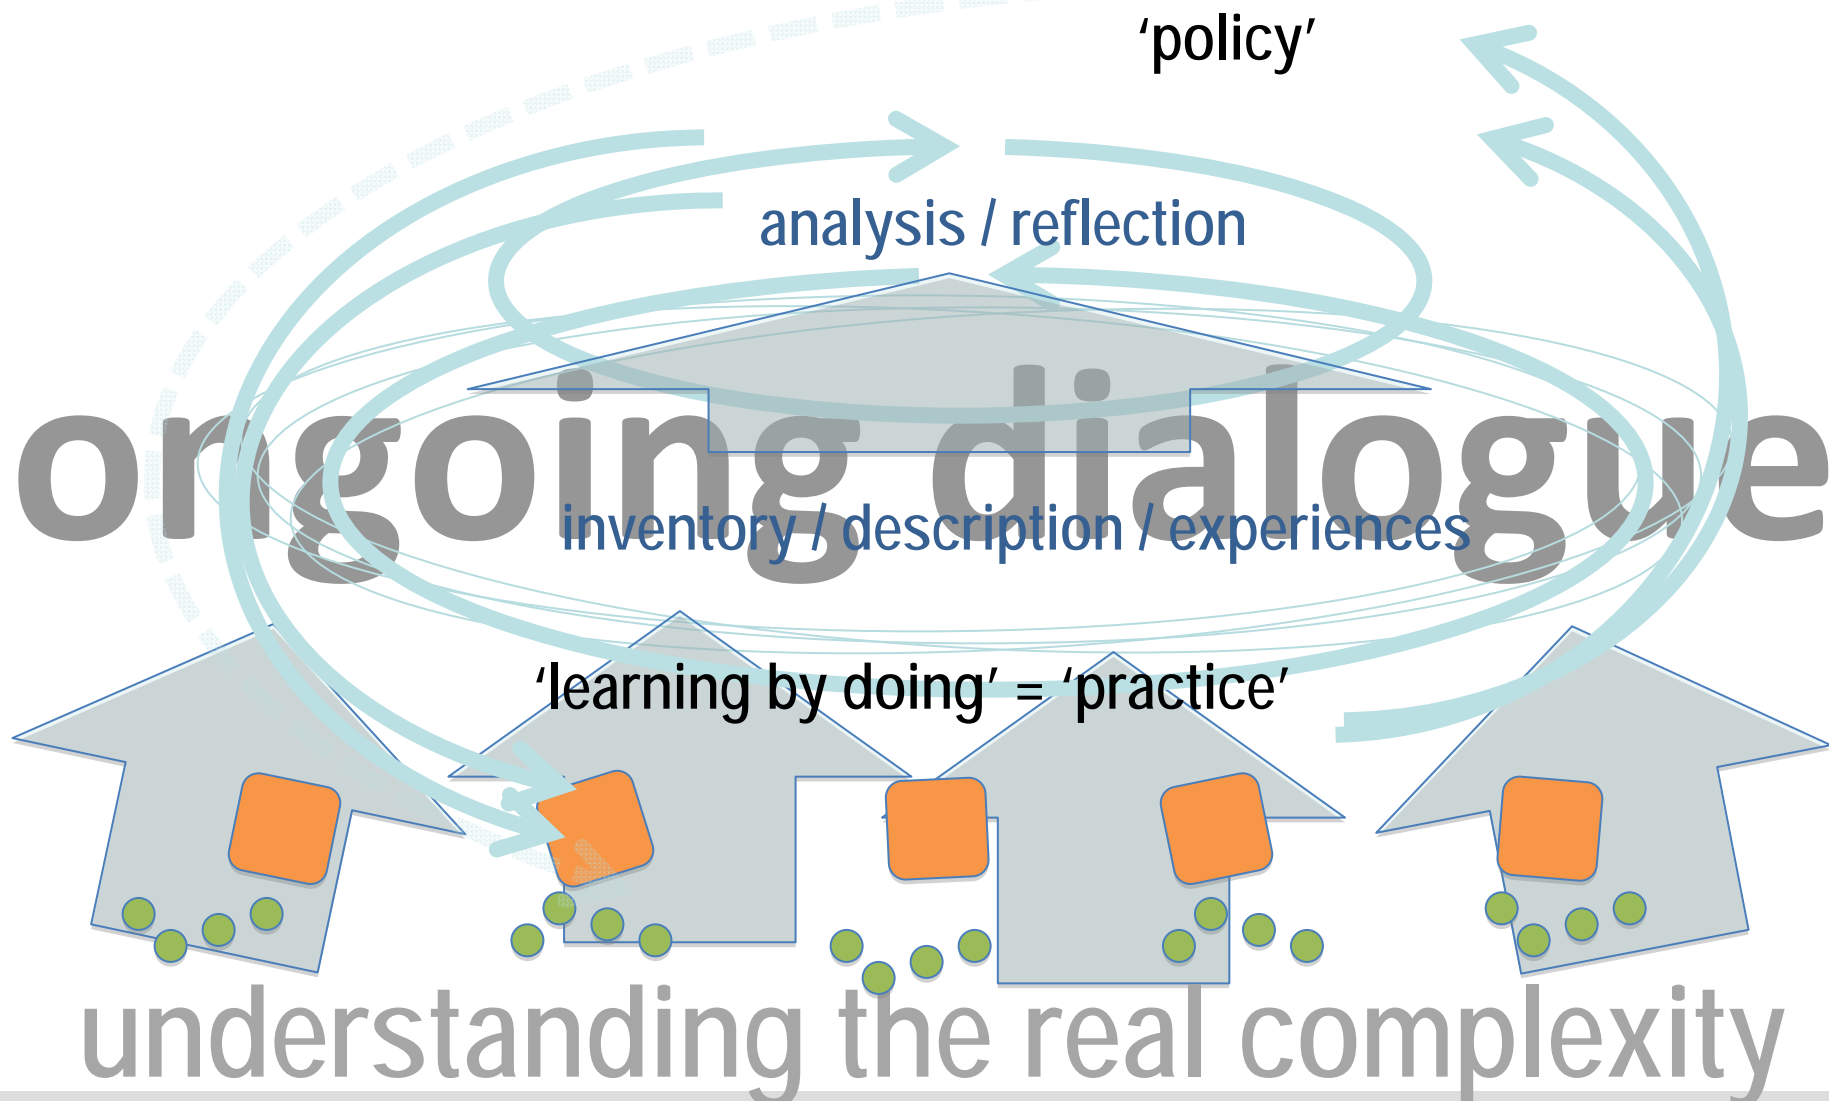 ‘policy’
analysis / reflection
ongoing dialogue
inventory / description / experiences
‘learning by doing’ = ‘practice’
understanding the real complexity